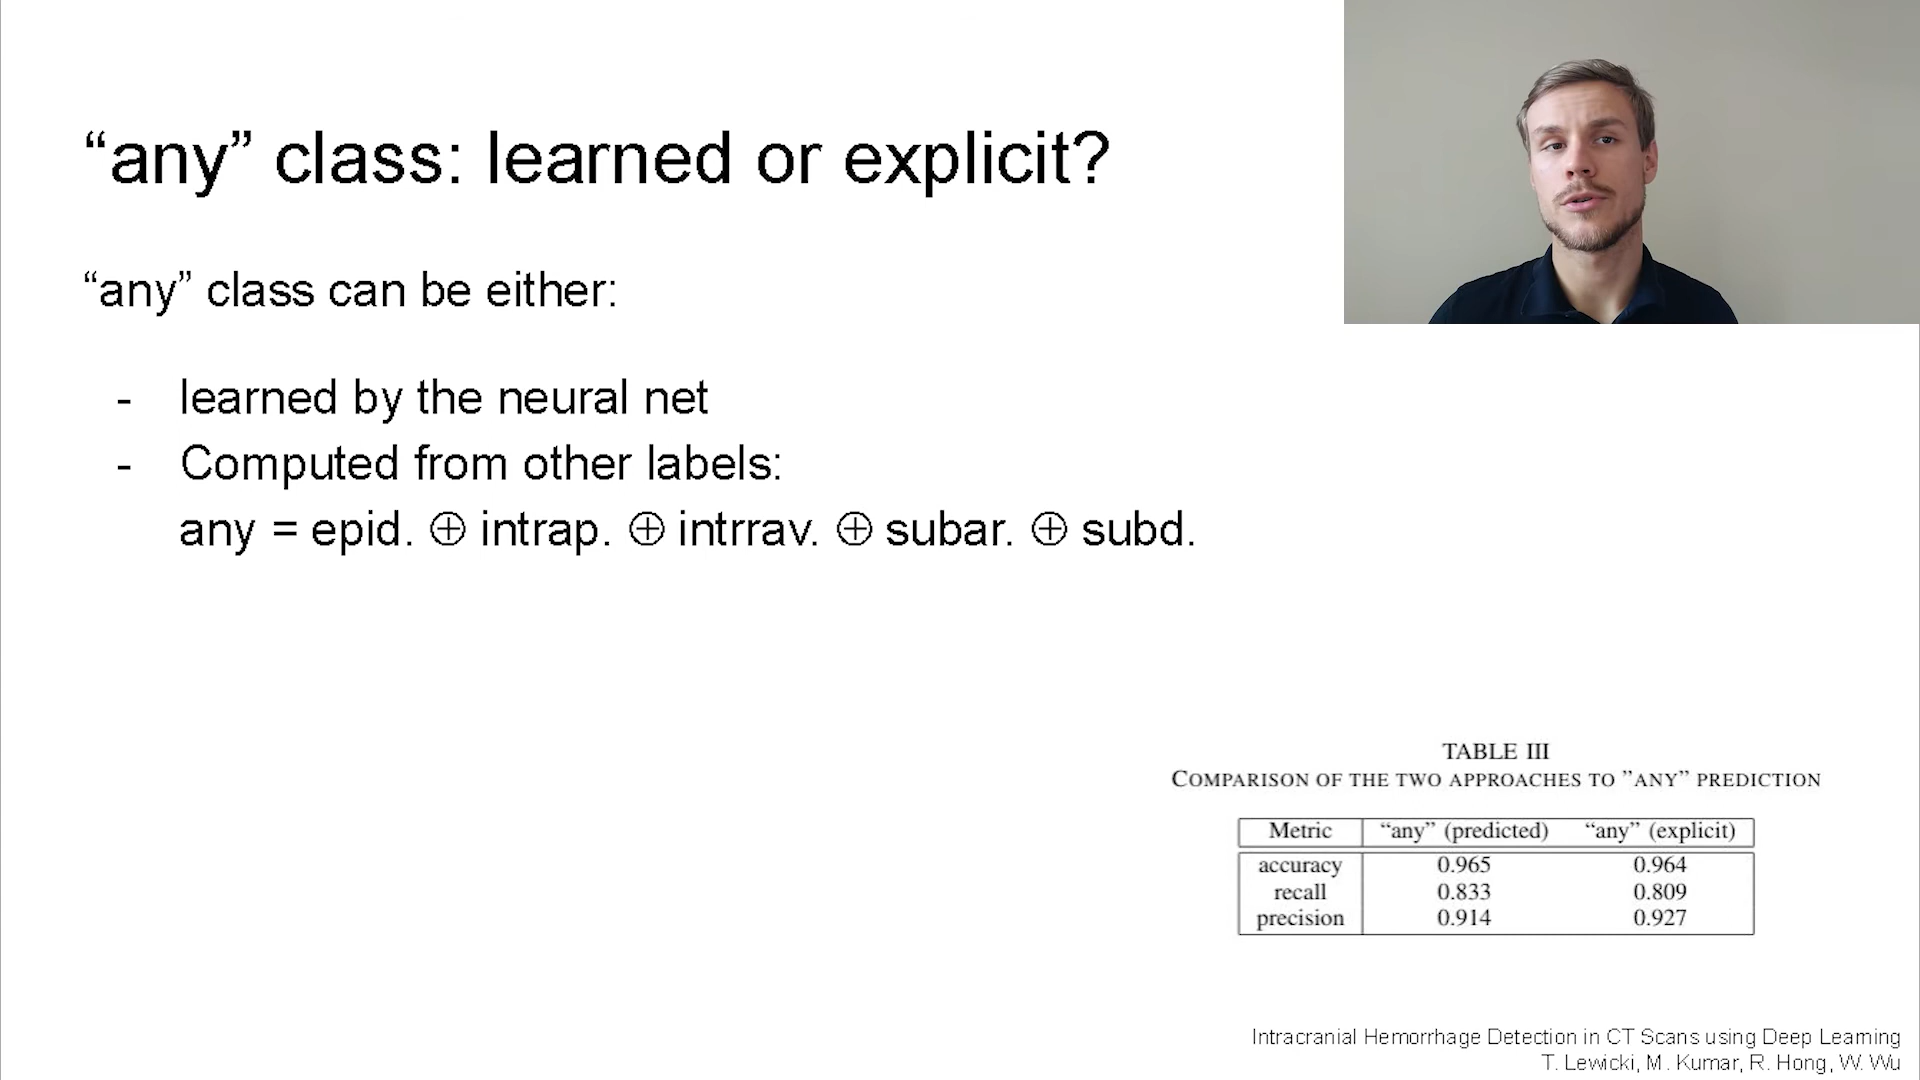 “any” class: learned or explicit?
“any” class can be either:
- learned by the neural net
- Computed from other labels:
any = epid. ⊕ intrap. ⊕ intrrav. ⊕ subar. ⊕ subd.
TABLE III
COMPARISON OF THE TWO APPROACHES TO ”ANY” PREDICTION
Metric “any” (predicted) “any” (explicit)
accuracy 0.965 0.964
recall 0.833 0.809
precision 0.914 0.927
Intracranial Hemorrhage Detection in CT Scans using Deep Learning
T. Lewicki, M. Kumar, R. Hong, W. Wu